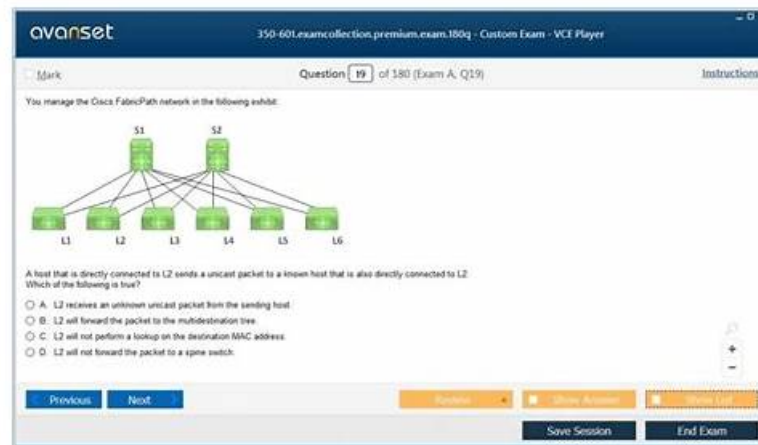 avanset
350-601.examcollection.premium.exam.180q - Custom Exam - VCE Player
Mark
Question 19 of 180 (Exam A, Q19)
Instructions
You manage the Cisco FabricPath network in the following exhibit:
S1 S2
L1 L2 L3 L4 L5 L6
A host that is directly connected to L2 sends a unicast packet to a known host that is also directly connected to L2.
Which of the following is true?
A. L2 receives an unknown unicast packet from the sending host.
B. L2 will forward the packet to the multidestination tree.
C. L2 will not perform a lookup on the destination MAC address.
D. L2 will not forward the packet to a spine switch.
Previous Next Review Show Answer Show List
Save Session End Exam